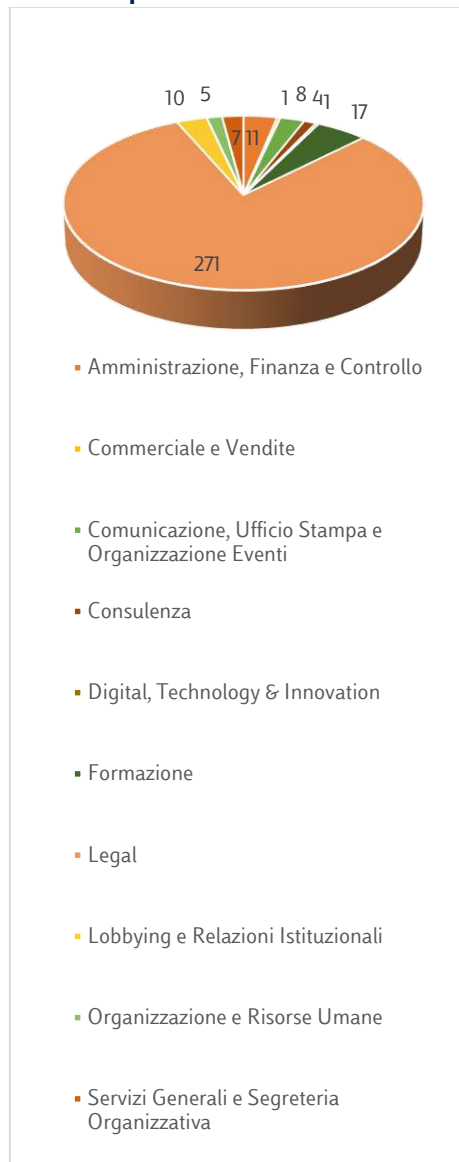 10 5 1 8 4 1 17
7 11
271
Amministrazione, Finanza e Controllo
Commerciale e Vendite
Comunicazione, Ufficio Stampa e
Organizzazione Eventi
Consulenza
Digital, Technology & Innovation
Formazione
Legal
Lobbying e Relazioni Istituzionali
Organizzazione e Risorse Umane
Servizi Generali e Segreteria
Organizzativa